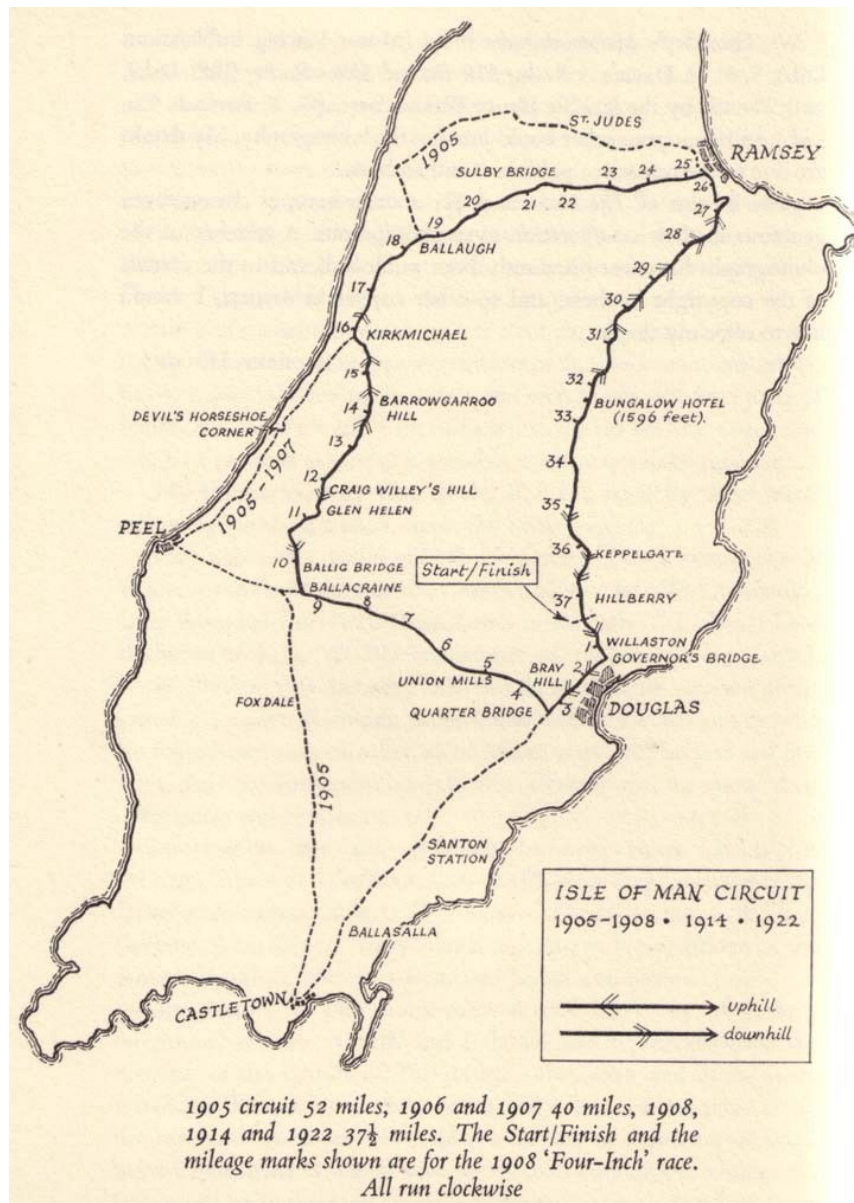 ST. JUDES
1905
RAMSEY
SULBY BRIDGE
25
24
23
22
21
20
19
18
BALLAUGH
26
27
28
29
30
31
32
33
34
35
36
37
17
16
KIRKMICHAEL
15
14
BARROWGARROO
HILL
13
12
BUNGALOW HOTEL
(1596 feet).
DEVIL'S HORSESHOE
CORNER
1905-1907
CRAIG WILLEY'S HILL
11
GLEN HELEN
PEEL
10
BALLIG BRIDGE
BALLACRAINE
9
8
7
6
5
4
3
2
1
Start/Finish
KEPPELGATE
HILLBERRY
WILLASTON
GOVERNOR'S BRIDGE
BRAY
HILL
UNION MILLS
QUARTER BRIDGE
DOUGLAS
FOXDALE
1905
SANTON
STATION
BALLASALLA
CASTLETOWN
ISLE OF MAN CIRCUIT
1905-1908 • 1914 • 1922
uphill
downhill
1905 circuit 52 miles, 1906 and 1907 40 miles, 1908,
1914 and 1922 37½ miles. The Start/Finish and the
mileage marks shown are for the 1908 ‘Four-Inch’ race.
All run clockwise